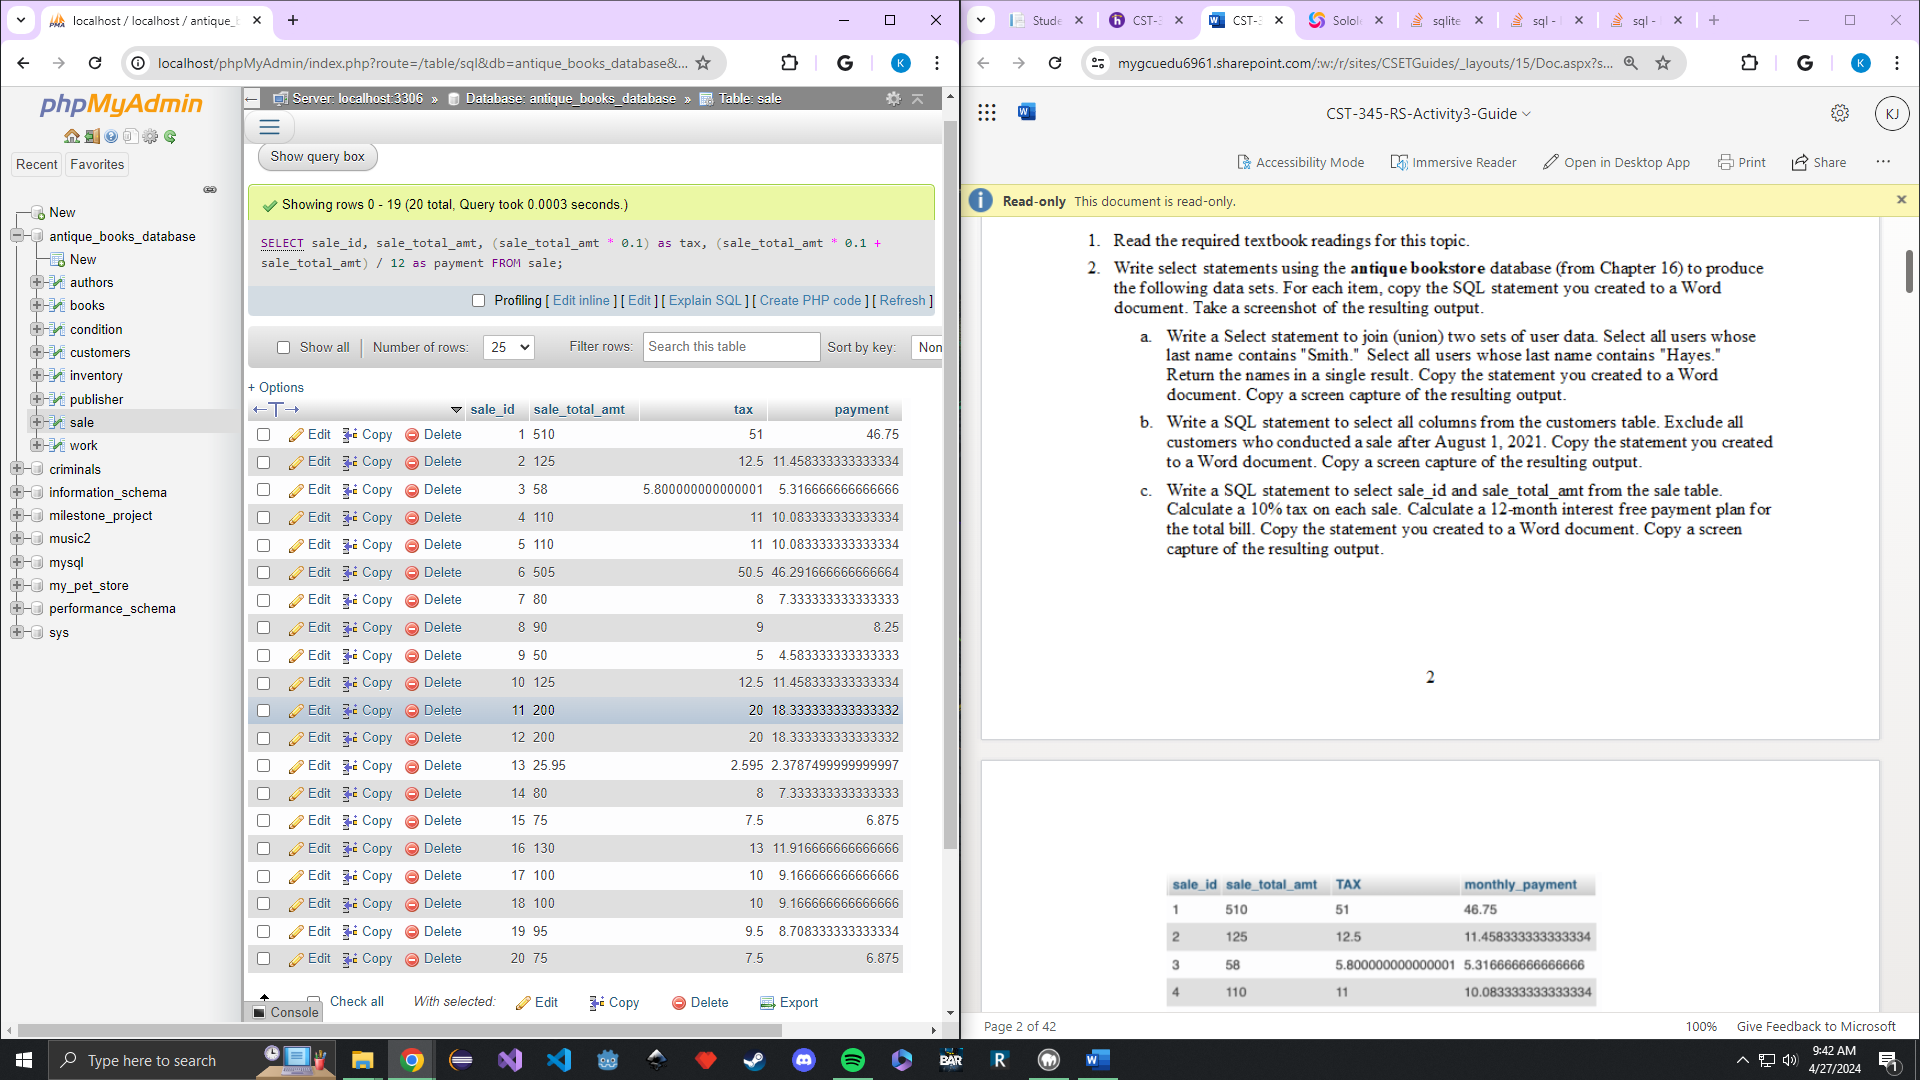 localhost / localhost / antique_b
localhost/phpMyAdmin/index.php?route=/table/sql&db=antique_books_database&...
K
phpMyAdmin
Recent
Favorites
New
antique_books_database
New
authors
books
condition
customers
inventory
publisher
sale
work
criminals
information_schema
milestone_project
music2
mysql
my_pet_store
performance_schema
sys
Server: localhost:3306 » Database: antique_books_database » Table: sale
Show query box
Showing rows 0 - 19 (20 total, Query took 0.0003 seconds.)
SELECT sale_id, sale_total_amt, (sale_total_amt * 0.1) as tax, (sale_total_amt * 0.1 +
sale_total_amt) / 12 as payment FROM sale;
Profiling [ Edit inline ] [ Edit ] [ Explain SQL ] [ Create PHP code ] [ Refresh ]
Show all Number of rows: 25 Filter rows: Search this table Sort by key: Non
+ Options
sale_id sale_total_amt tax payment
Edit Copy Delete 1 510 51 46.75
Edit Copy Delete 2 125 12.5 11.458333333333334
Edit Copy Delete 3 58 5.800000000000001 5.316666666666666
Edit Copy Delete 4 110 11 10.083333333333334
Edit Copy Delete 5 110 11 10.083333333333334
Edit Copy Delete 6 505 50.5 46.291666666666664
Edit Copy Delete 7 80 8 7.333333333333333
Edit Copy Delete 8 90 9 8.25
Edit Copy Delete 9 50 5 4.583333333333333
Edit Copy Delete 10 125 12.5 11.458333333333334
Edit Copy Delete 11 200 20 18.333333333333332
Edit Copy Delete 12 200 20 18.333333333333332
Edit Copy Delete 13 25.95 2.595 2.3787499999999997
Edit Copy Delete 14 80 8 7.333333333333333
Edit Copy Delete 15 75 7.5 6.875
Edit Copy Delete 16 130 13 11.916666666666666
Edit Copy Delete 17 100 10 9.166666666666666
Edit Copy Delete 18 100 10 9.166666666666666
Edit Copy Delete 19 95 9.5 8.708333333333334
Edit Copy Delete 20 75 7.5 6.875
Check all With selected: Edit Copy Delete Export
Console
Stude
CST-3
CST-3
Solole
sqlite
sql -
sql -
mygcuedu6961.sharepoint.com/:w:/r/sites/CSETGuides/_layouts/15/Doc.aspx?s...
K
CST-345-RS-Activity3-Guide
KJ
Accessibility Mode
Immersive Reader
Open in Desktop App
Print
Share
Read-only This document is read-only.
1. Read the required textbook readings for this topic.
2. Write select statements using the antique bookstore database (from Chapter 16) to produce
the following data sets. For each item, copy the SQL statement you created to a Word
document. Take a screenshot of the resulting output.
a. Write a Select statement to join (union) two sets of user data. Select all users whose
last name contains "Smith." Select all users whose last name contains "Hayes."
Return the names in a single result. Copy the statement you created to a Word
document. Copy a screen capture of the resulting output.
b. Write a SQL statement to select all columns from the customers table. Exclude all
customers who conducted a sale after August 1, 2021. Copy the statement you created
to a Word document. Copy a screen capture of the resulting output.
c. Write a SQL statement to select sale_id and sale_total_amt from the sale table.
Calculate a 10% tax on each sale. Calculate a 12-month interest free payment plan for
the total bill. Copy the statement you created to a Word document. Copy a screen
capture of the resulting output.
2
sale_id sale_total_amt TAX monthly_payment
1 510 51 46.75
2 125 12.5 11.458333333333334
3 58 5.800000000000001 5.316666666666666
4 110 11 10.083333333333334
Page 2 of 42
100%
Give Feedback to Microsoft
Type here to search
BAR
R
9:42 AM
4/27/2024
1